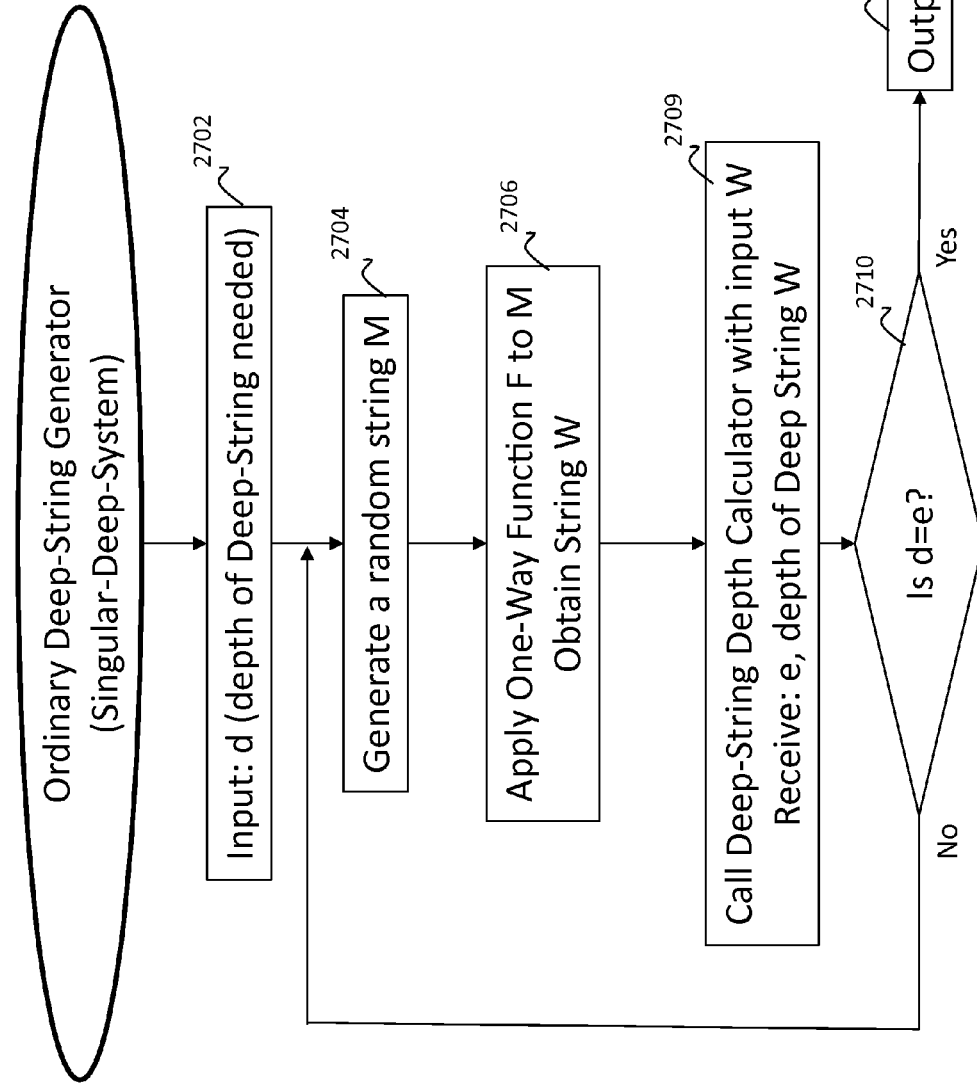 Ordinary Deep-String Generator
(Singular-Deep-System)
2702
Input: d (depth of Deep-String needed)
2704
Generate a random string M
2706
Apply One-Way Function F to M
Obtain String W
2709
Call Deep-String Depth Calculator with input W
Receive: e, depth of Deep String W
2710
Is d=e?
No
Yes